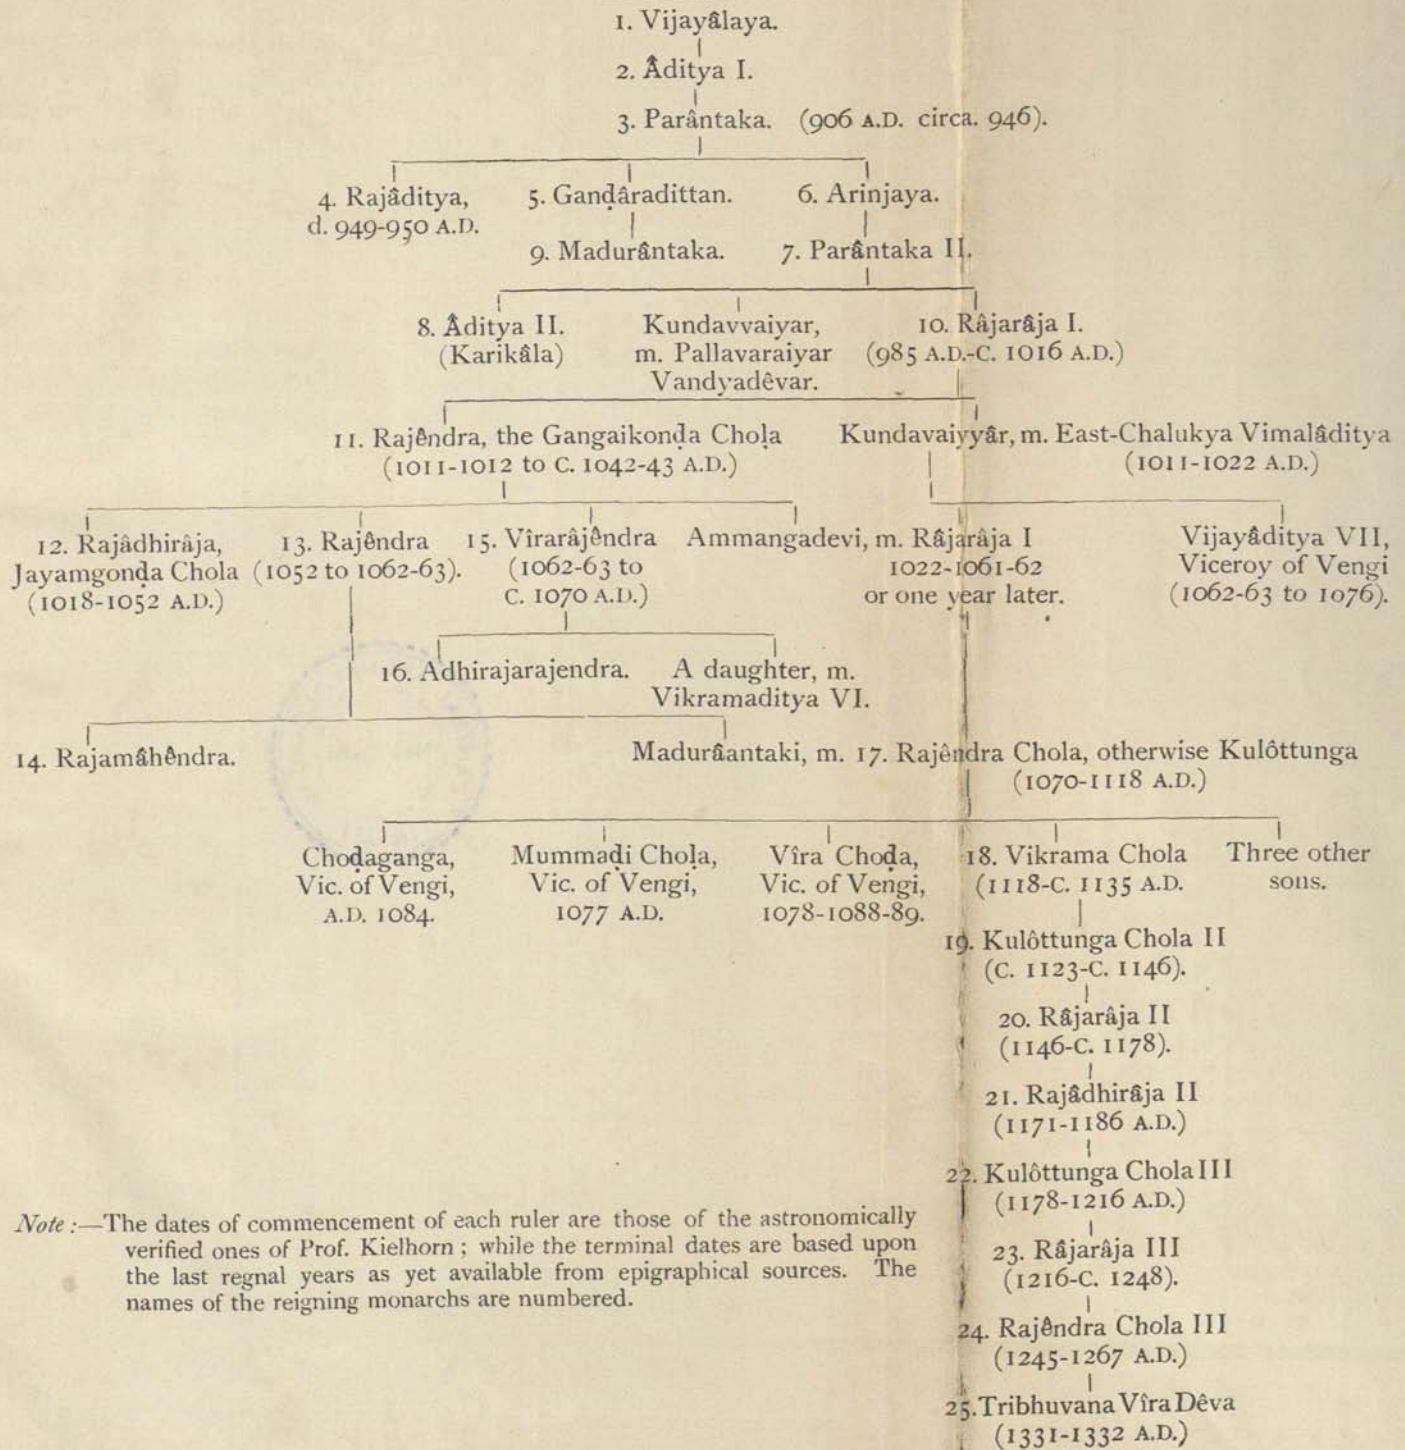 1. Vijayâlaya.
2. Âditya I.
3. Parântaka. (906 A.D. circa. 946).
4. Rajâditya, 5. Gaṇḍâradittan. 6. Arinjaya.
d. 949-950 A.D.
9. Madurântaka. 7. Parântaka II.
8. Âditya II. Kundavvaiyar, 10. Râjarâja I.
(Karikâla) m. Pallavaraiyar (985 A.D.-C. 1016 A.D.)
Vandyadêvar.
11. Rajêndra, the Gangaikonḍa Choḷa Kundavaiyyâr, m. East-Chalukya Vimalâditya
(1011-1012 to C. 1042-43 A.D.) (1011-1022 A.D.)
12. Rajâdhirâja, 13. Rajêndra 15. Vîrarâjêndra Ammangadevi, m. Râjarâja I Vijayâditya VII,
Jayamgonḍa Chola (1052 to 1062-63). (1062-63 to 1022-1061-62 Viceroy of Vengi
(1018-1052 A.D.) C. 1070 A.D.) or one year later. (1062-63 to 1076).
16. Adhirajarajendra. A daughter, m.
Vikramaditya VI.
14. Rajamâhêndra. Madurâantaki, m. 17. Rajêndra Chola, otherwise Kulôttunga
(1070-1118 A.D.)
Choḍaganga, Mummaḍi Choḷa, Vîra Choḍa, 18. Vikrama Chola Three other
Vic. of Vengi, Vic. of Vengi, Vic. of Vengi, (1118-C. 1135 A.D. sons.
A.D. 1084. 1077 A.D. 1078-1088-89.
19. Kulôttunga Chola II
(C. 1123-C. 1146).
20. Râjarâja II
(1146-C. 1178).
21. Rajâdhirâja II
(1171-1186 A.D.)
22. Kulôttunga Chola III
(1178-1216 A.D.)
23. Râjarâja III
(1216-C. 1248).
24. Rajêndra Chola III
(1245-1267 A.D.)
25. Tribhuvana Vîra Dêva
(1331-1332 A.D.)
Note :—The dates of commencement of each ruler are those of the astronomically
verified ones of Prof. Kielhorn ; while the terminal dates are based upon
the last regnal years as yet available from epigraphical sources. The
names of the reigning monarchs are numbered.